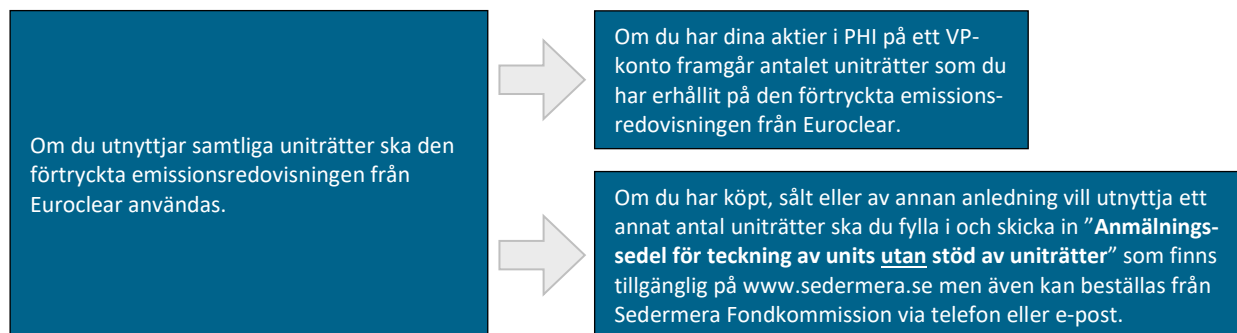 Om du utnyttjar samtliga uniträtter ska den
förtryckta emissionsredovisningen från
Euroclear användas.
Om du har dina aktier i PHI på ett VP-
konto framgår antalet uniträtter som du
har erhållit på den förtryckta emissions-
redovisningen från Euroclear.
Om du har köpt, sålt eller av annan anledning vill utnyttja ett
annat antal uniträtter ska du fylla i och skicka in ”Anmälnings-
sedel för teckning av units utan stöd av uniträtter” som finns
tillgänglig på www.sedermera.se men även kan beställas från
Sedermera Fondkommission via telefon eller e-post.